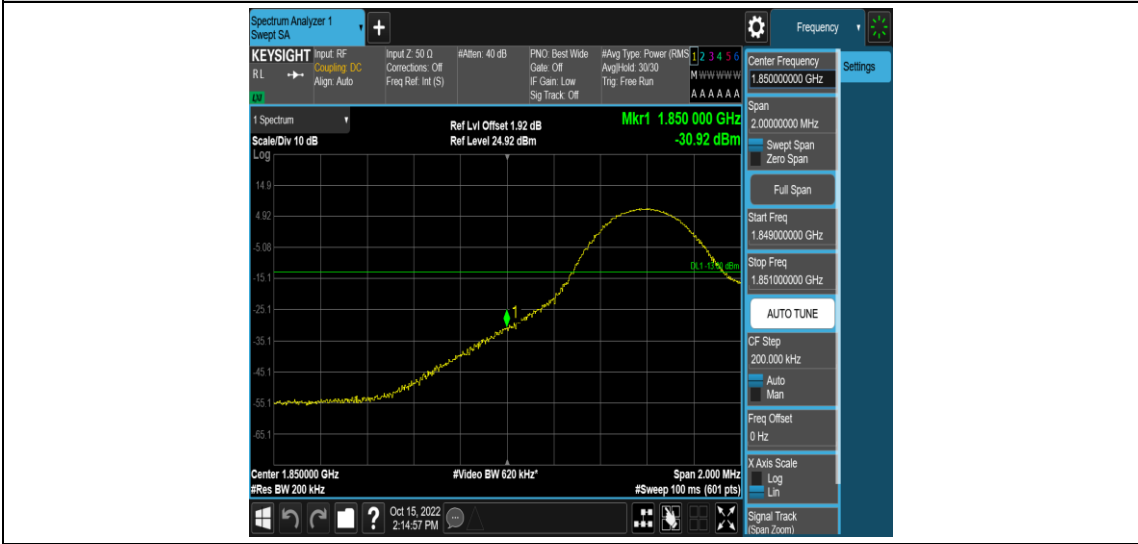 Spectrum Analyzer 1
Swept SA
+
Frequency
KEYSIGHT
RL
LXI
Input: RF
Coupling: DC
Align: Auto
Input Z: 50 Ω
Corrections: Off
Freq Ref: Int (S)
#Atten: 40 dB
PNO: Best Wide
Gate: Off
IF Gain: Low
Sig Track: Off
#Avg Type: Power (RMS
Avg|Hold: 30/30
Trig: Free Run
1 2 3 4 5 6
M W W W W W
A A A A A A
Center Frequency
1.850000000 GHz
Settings
Span
2.00000000 MHz
Swept Span
Zero Span
Full Span
Start Freq
1.849000000 GHz
Stop Freq
1.851000000 GHz
AUTO TUNE
CF Step
200.000 kHz
Auto
Man
Freq Offset
0 Hz
X Axis Scale
Log
Lin
Signal Track
(Span Zoom)
1 Spectrum
Scale/Div 10 dB
Log
Ref Lvl Offset 1.92 dB
Ref Level 24.92 dBm
Mkr1 1.850 000 GHz
-30.92 dBm
14.9
4.92
-5.08
-15.1
-25.1
-35.1
-45.1
-55.1
-65.1
DL1 -13.00 dBm
1
Center 1.850000 GHz
#Res BW 200 kHz
#Video BW 620 kHz*
Span 2.000 MHz
#Sweep 100 ms (601 pts)
?
Oct 15, 2022
2:14:57 PM